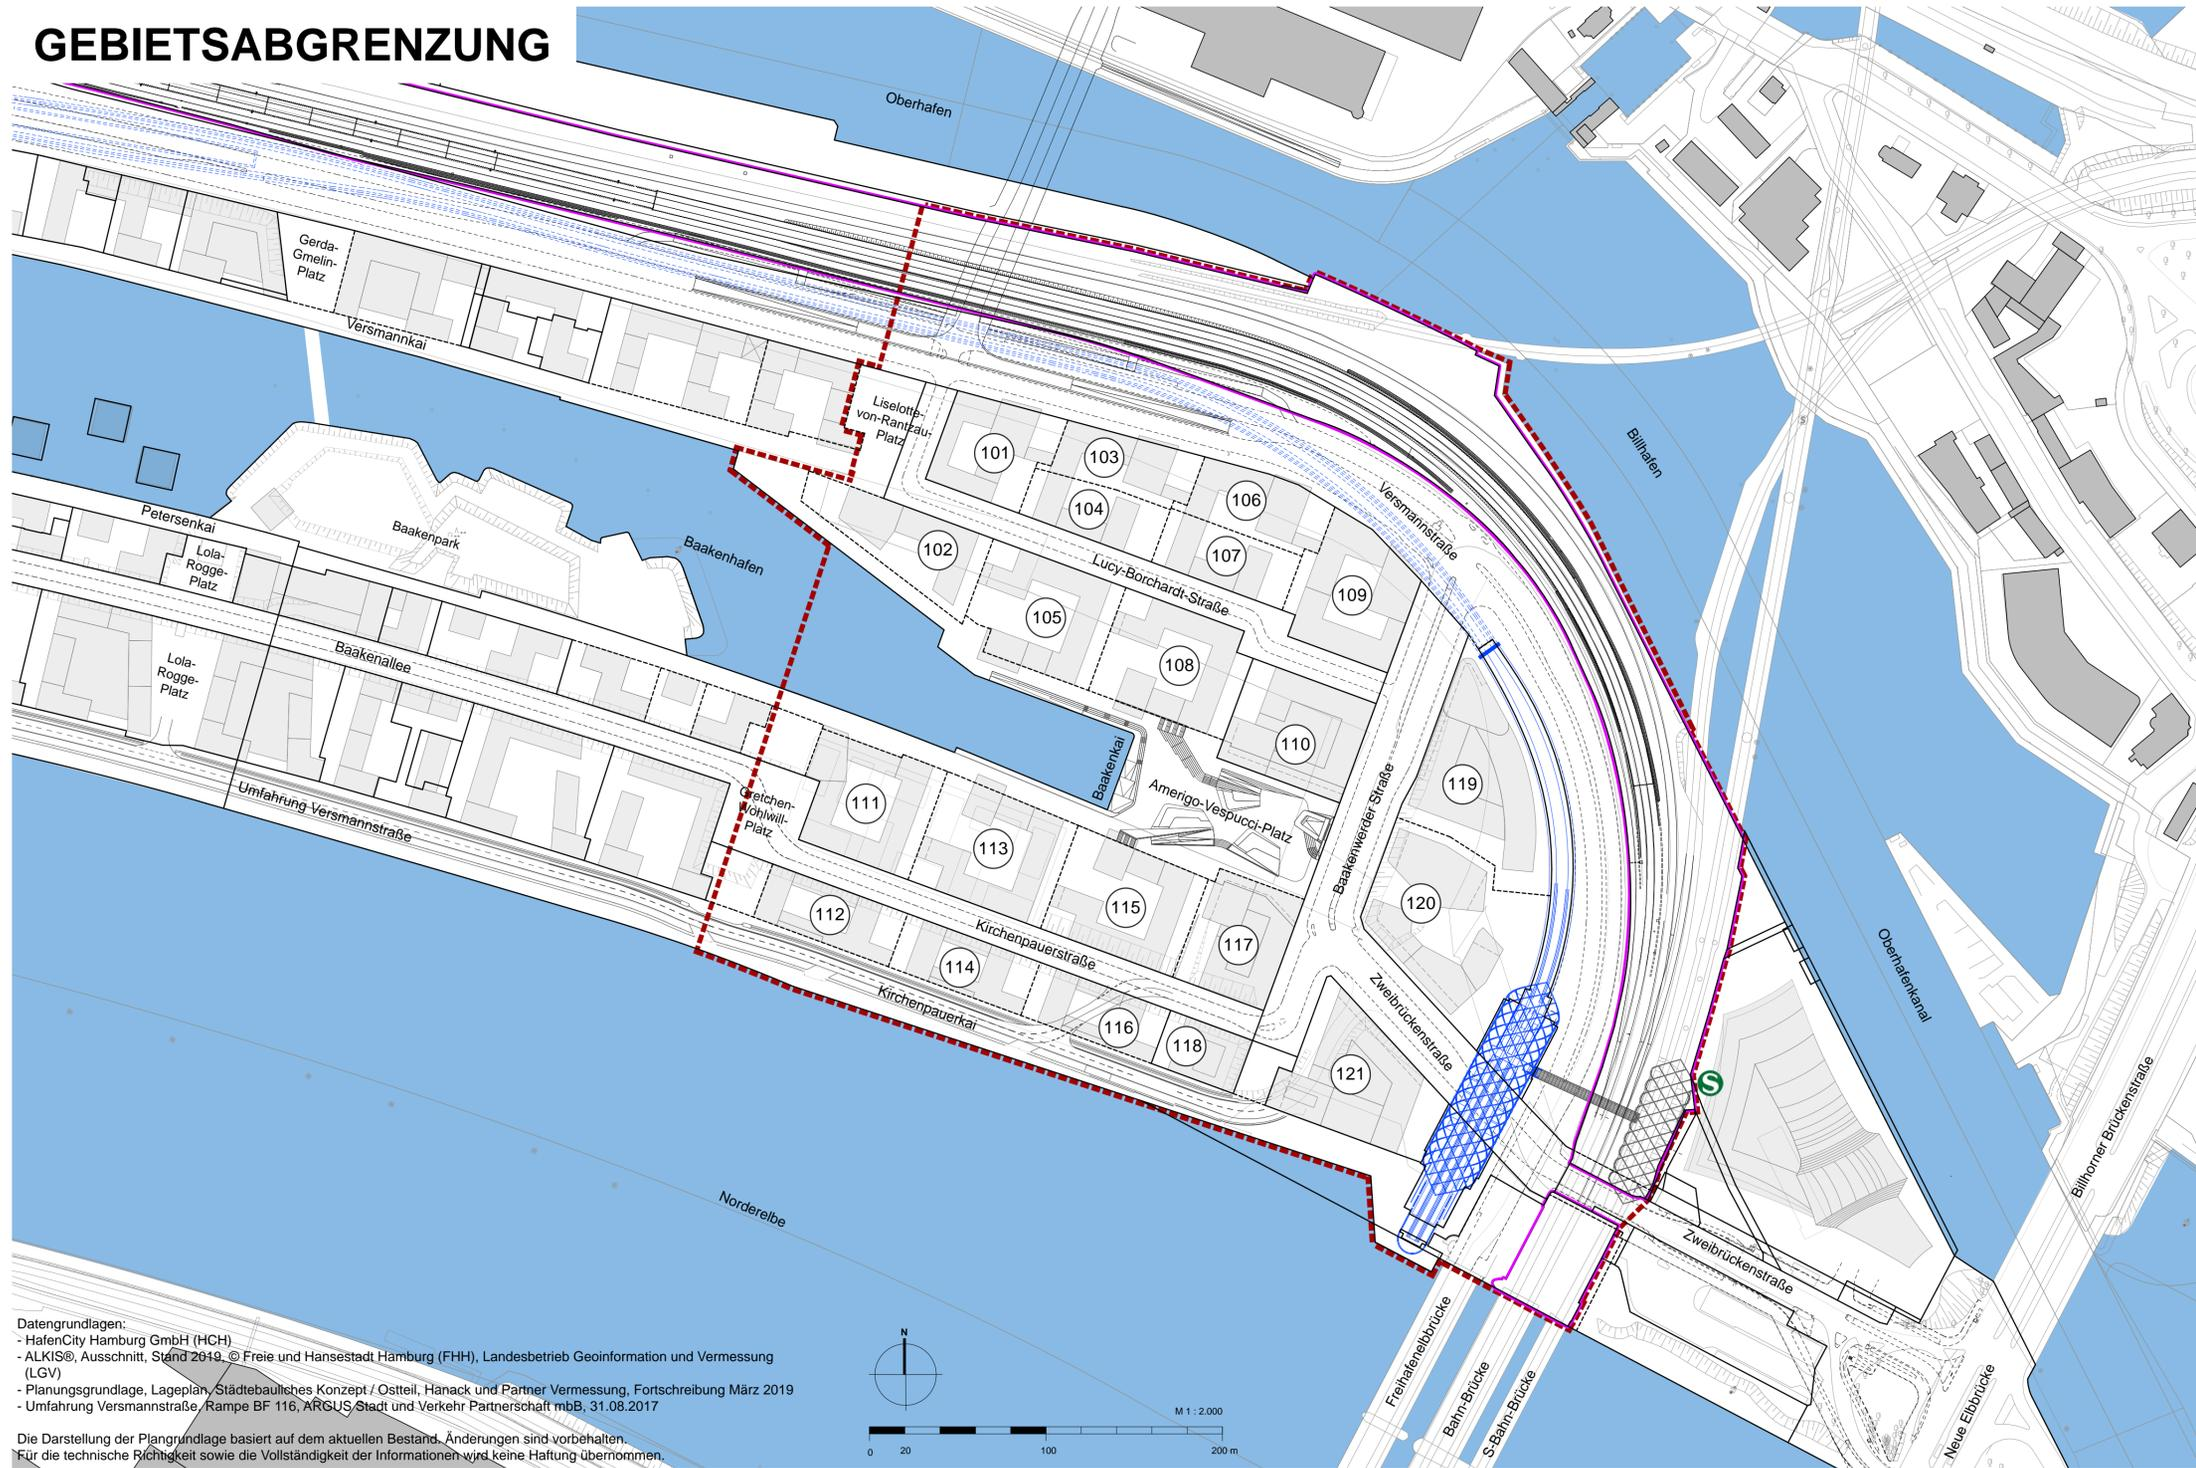 GEBIETSABGRENZUNG
Oberhafen
Gerda-
Gmelin-
Platz
Versmannkai
Liselotte-
von-Rantzau-
Platz
Billhafen
101
103
106
104
107
102
109
105
108
110
Versmannstraße
Lucy-Borchardt-Straße
Petersenkai
Lola-
Rogge-
Platz
Baakenpark
Baakenhafen
Baakenallee
Lola-
Rogge-
Platz
Umfahrung Versmannstraße
Gretchen-
Wohlwill-
Platz
Baakenkai
Amerigo-Vespucci-Platz
Baakenwerder Straße
119
120
111
113
115
117
112
114
116
118
121
Kirchenpauerstraße
Kirchenpauerkai
Zweibrückenstraße
S
Oberhafenkanal
Billhorner Brückenstraße
Norderelbe
Zweibrückenstraße
Freihafenelbbrücke
Bahn-Brücke
S-Bahn-Brücke
Neue Elbbrücke
Datengrundlagen:
- HafenCity Hamburg GmbH (HCH)
- ALKIS®, Ausschnitt, Stand 2019, © Freie und Hansestadt Hamburg (FHH), Landesbetrieb Geoinformation und Vermessung
(LGV)
- Planungsgrundlage, Lageplan, Städtebauliches Konzept / Ostteil, Hanack und Partner Vermessung, Fortschreibung März 2019
- Umfahrung Versmannstraße, Rampe BF 116, ARGUS Stadt und Verkehr Partnerschaft mbB, 31.08.2017
Die Darstellung der Plangrundlage basiert auf dem aktuellen Bestand. Änderungen sind vorbehalten.
Für die technische Richtigkeit sowie die Vollständigkeit der Informationen wird keine Haftung übernommen.
N
M 1 : 2.000
0 20 100 200 m